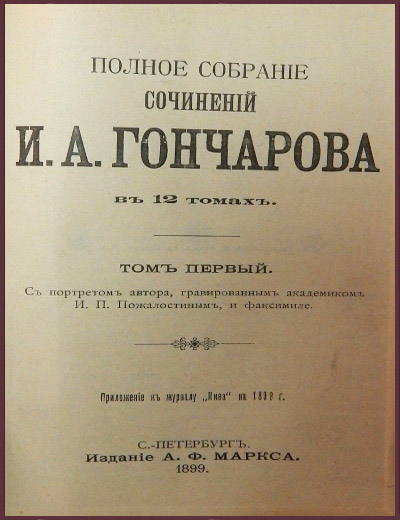 ПОЛНОЕ СОБРАНІЕ
СОЧИНЕНІЙ
И. А. ГОНЧАРОВА
въ 12 томахъ.
ТОМЪ ПЕРВЫЙ.
Съ портретомъ автора, гравированнымъ академикомъ
И. П. Пожалостинымъ, и факсимиле.
Приложеніе къ журналу „Нива" на 1899 г.
С.-ПЕТЕРБУРГЪ.
Изданіе А. Ф. МАРКСА.
1899.